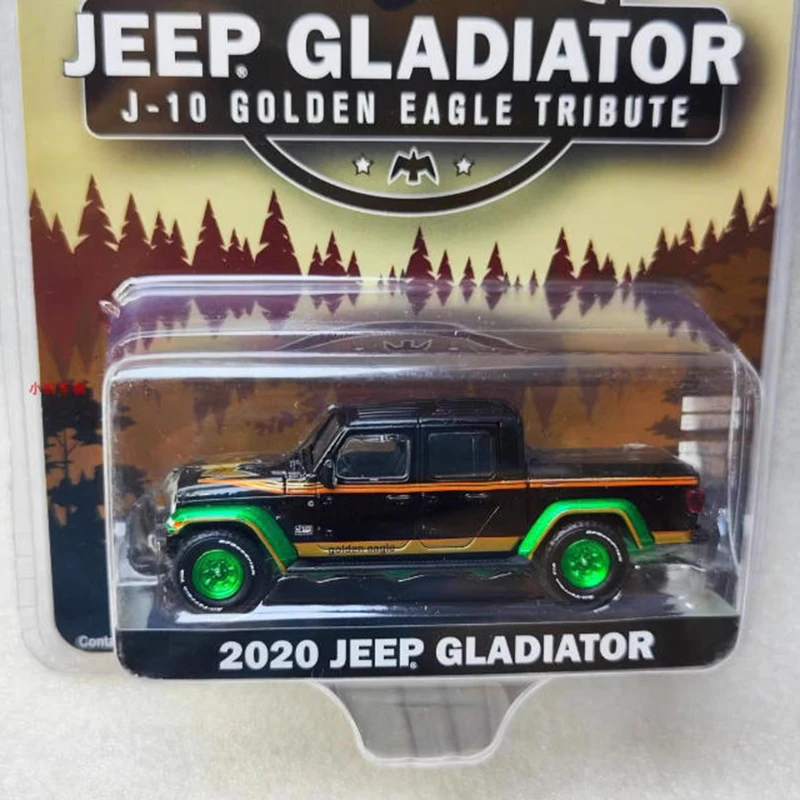 JEEP® GLADIATOR
J-10 GOLDEN EAGLE TRIBUTE
golden eagle
2020 JEEP® GLADIATOR